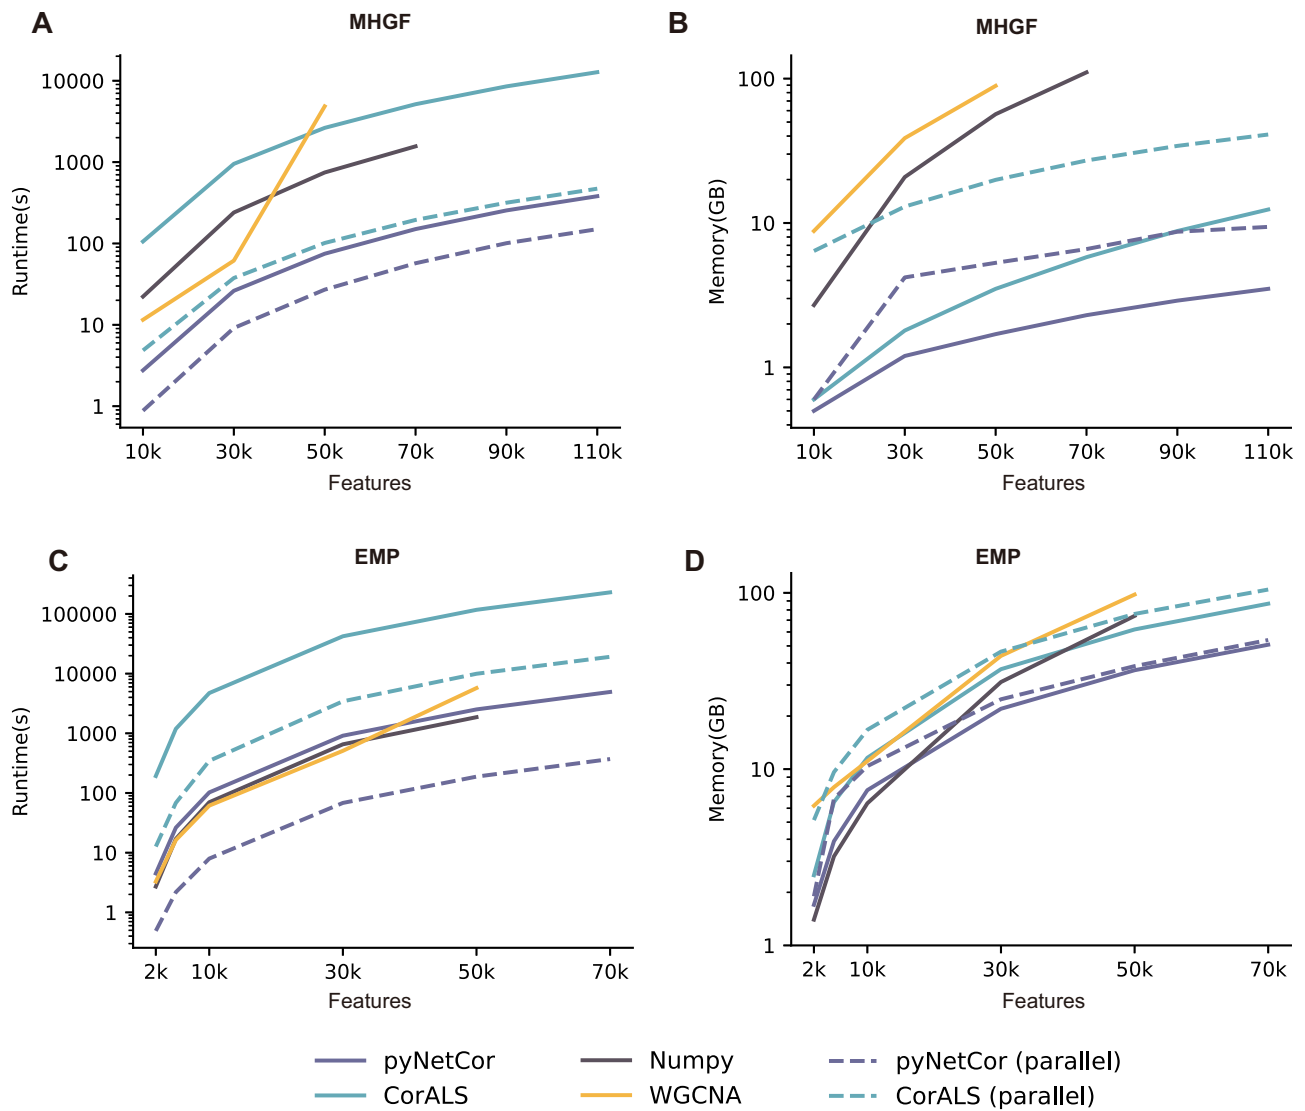 A
MHGF
10000
1000
100
10
1
Runtime(s)
10k 30k 50k 70k 90k 110k
Features
B
MHGF
100
10
1
Memory(GB)
10k 30k 50k 70k 90k 110k
Features
C
EMP
100000
10000
1000
100
10
1
Runtime(s)
2k 10k 30k 50k 70k
Features
D
EMP
100
10
1
Memory(GB)
2k 10k 30k 50k 70k
Features
pyNetCor Numpy pyNetCor (parallel)
CorALS WGCNA CorALS (parallel)